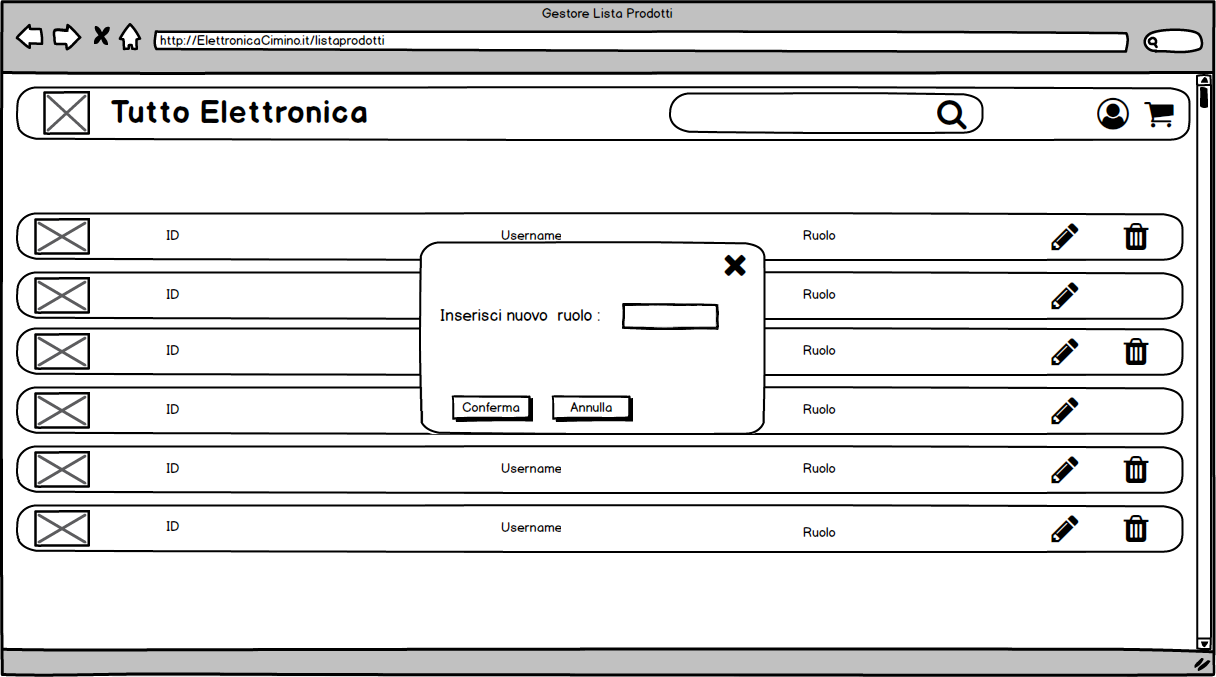 Gestore Lista Prodotti
http://ElettronicaCimino.it/listaprodotti
Tutto Elettronica
ID Username Ruolo
ID Ruolo
Inserisci nuovo ruolo :
ID Ruolo
ID Ruolo
Conferma Annulla
ID Username Ruolo
ID Username Ruolo